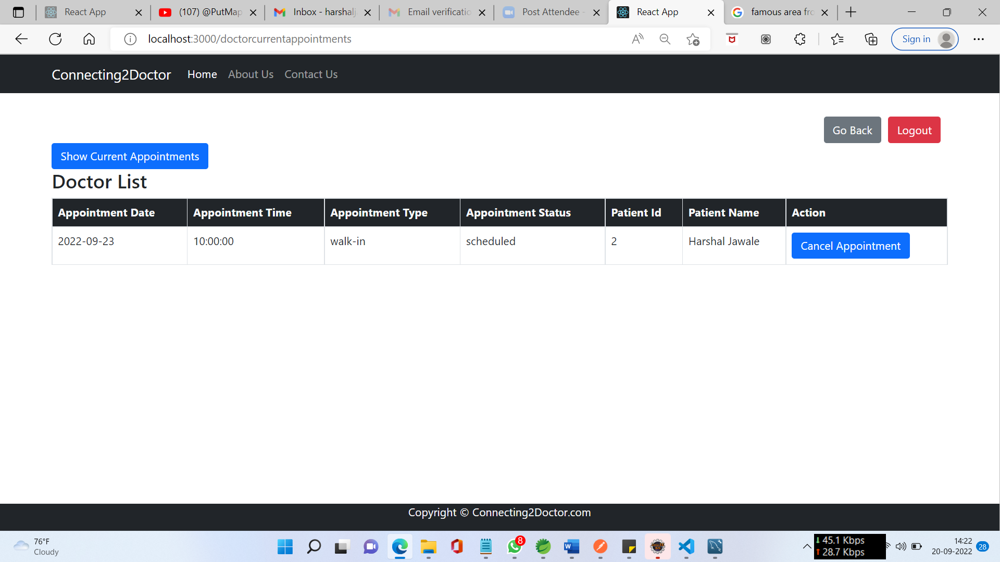 React App
(107) @PutMap
Inbox - harshalj
Email verificatio
Post Attendee -
React App
famous area fro
localhost:3000/doctorcurrentappointments
Sign in
Connecting2Doctor Home About Us Contact Us
Go Back Logout
Show Current Appointments
Doctor List
Appointment Date Appointment Time Appointment Type Appointment Status Patient Id Patient Name Action
2022-09-23 10:00:00 walk-in scheduled 2 Harshal Jawale Cancel Appointment
Copyright © Connecting2Doctor.com
76°F
Cloudy
8
↓ 45.1 Kbps
↑ 28.7 Kbps
14:22
20-09-2022
28